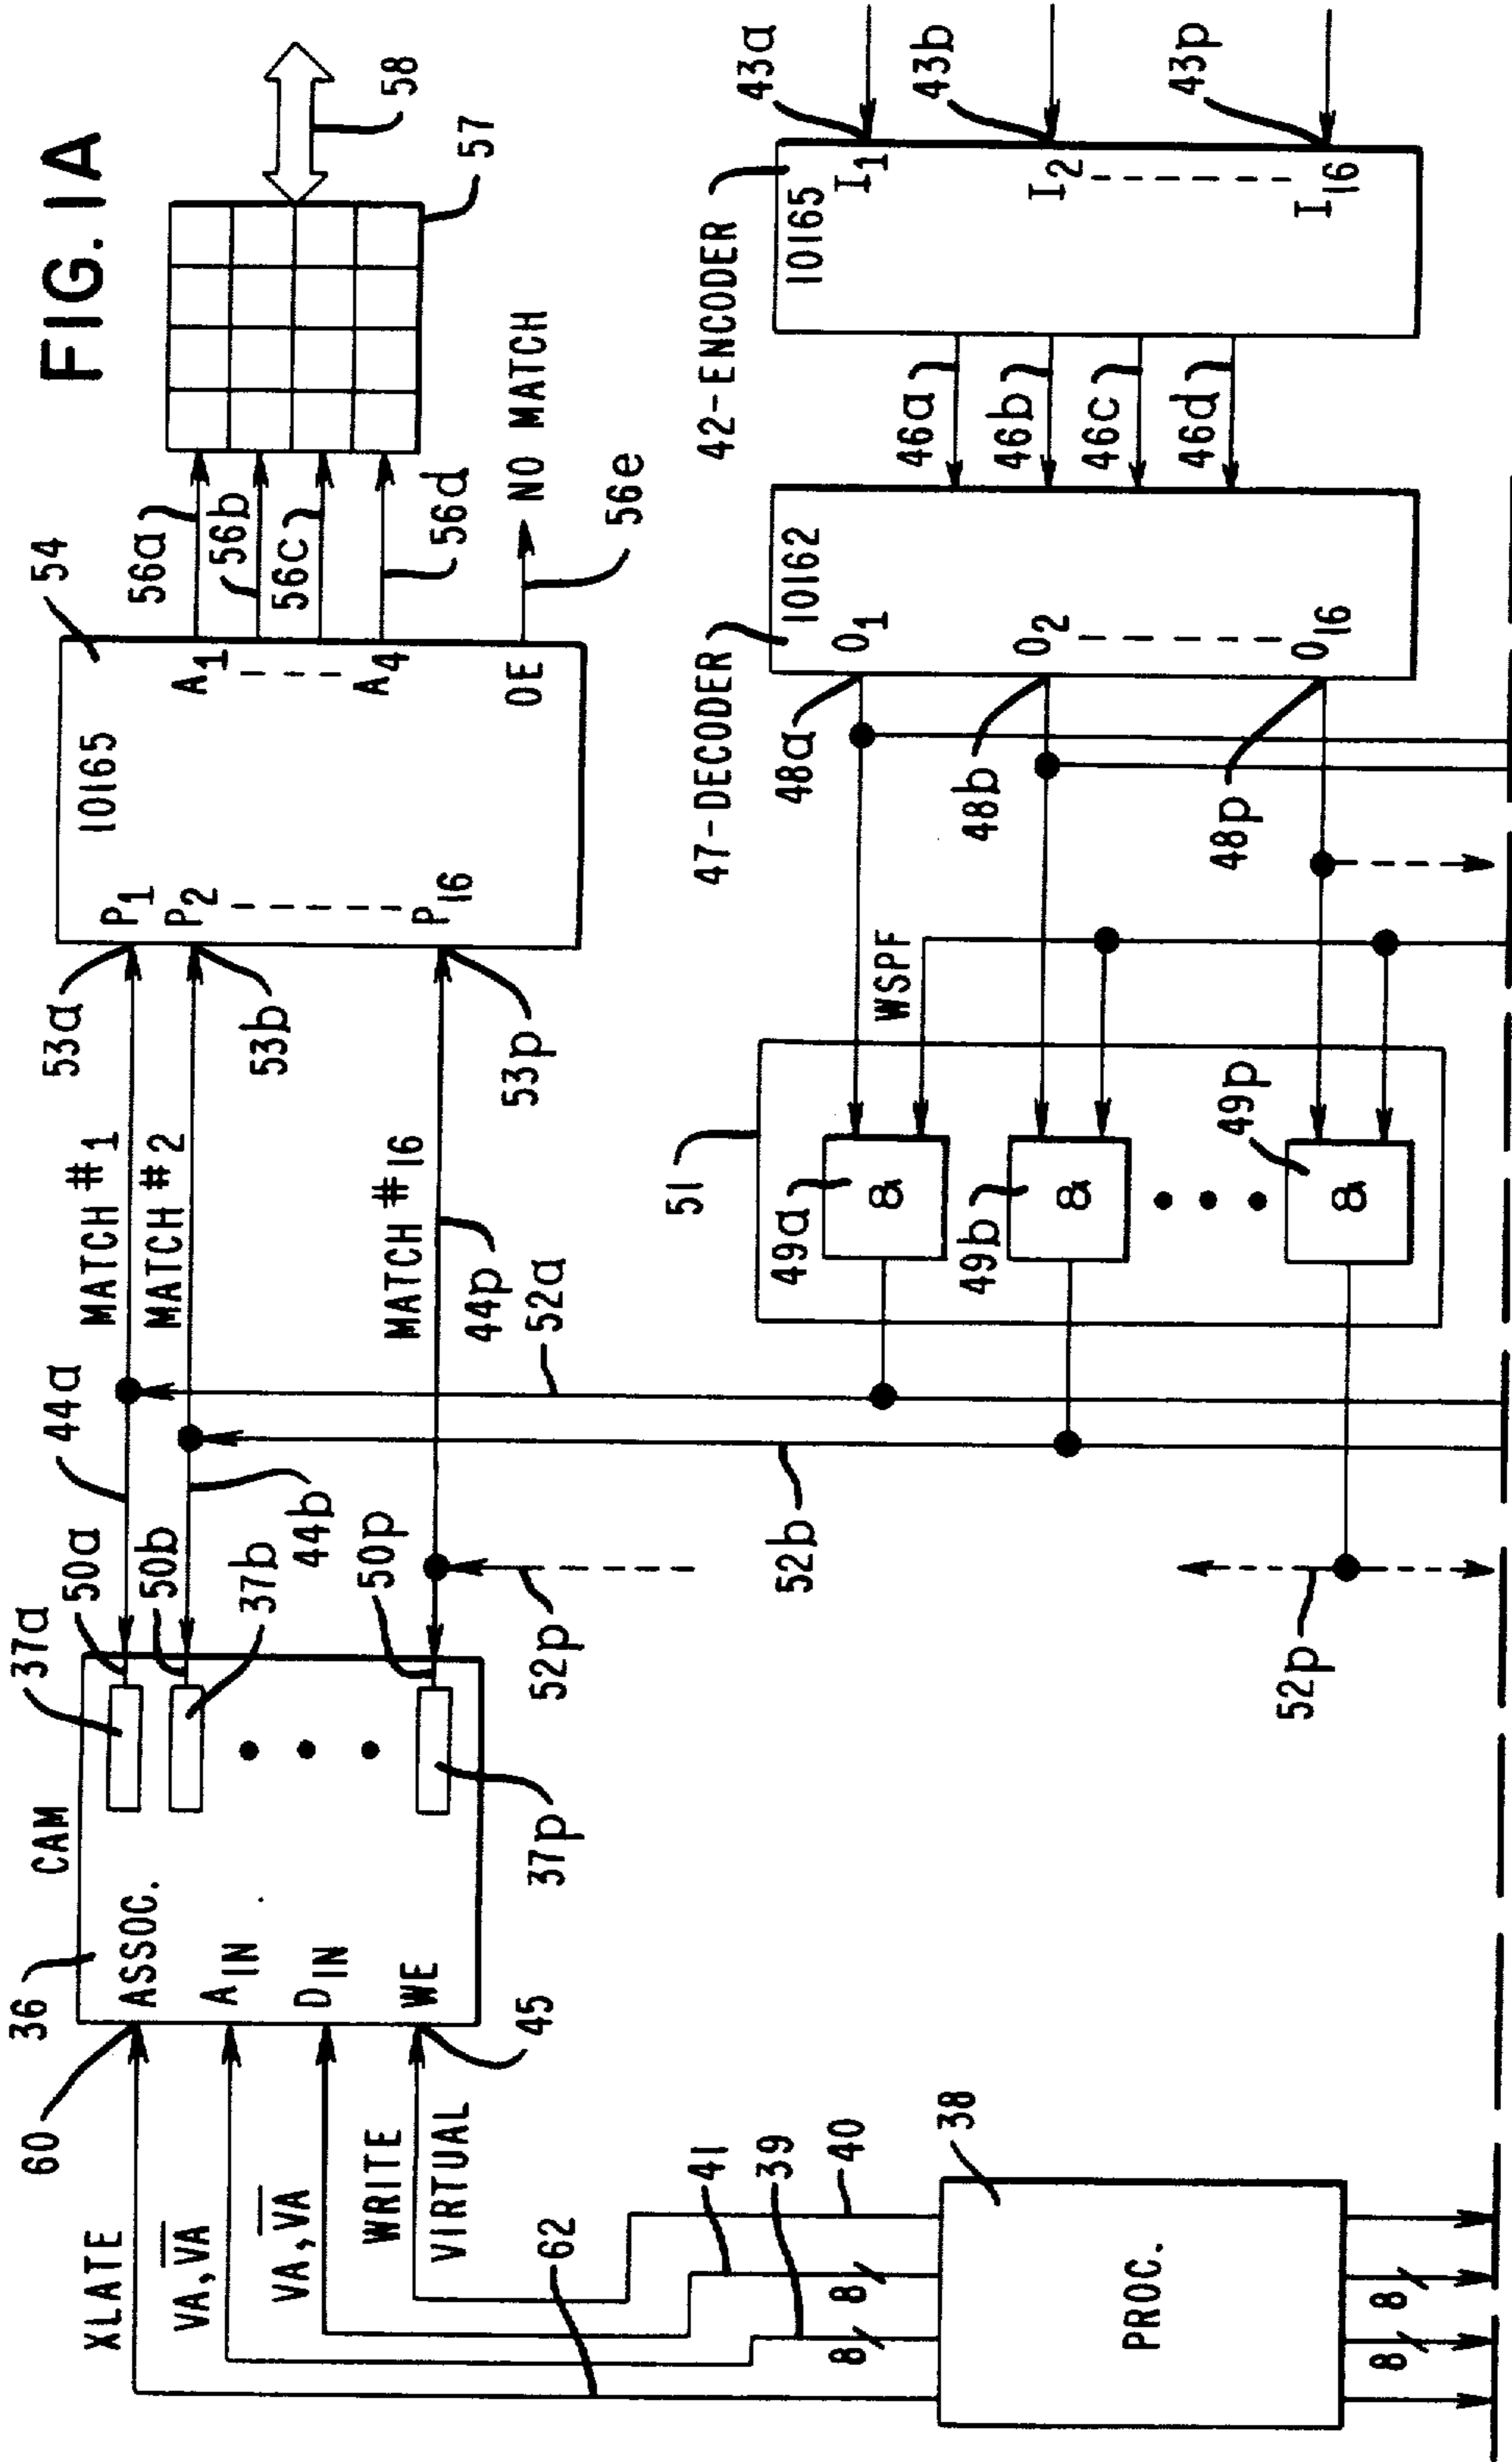 FIG. 1A
36
CAM
37a
50a
44a
MATCH #1
53a
54
56a
58
60
ASSOC.
50b
MATCH #2
P1
10165
A1
56b
XLATE
A IN
37b
44b
53b
P2
56c
57
VA, V̅A̅
D IN
50p
MATCH #16
P16
A4
56d
VA, V̅A̅
WE
44p
53p
OE
NO MATCH
WRITE
45
37p
52p
52a
56e
VIRTUAL
62
41
39
40
8
8
38
PROC.
8
8
52b
52p
51
47-DECODER
42-ENCODER
49a
&
49b
&
49p
&
WSPF
48a
48b
48p
10162
O1
O2
O16
46a
46b
46c
46d
10165
I1
I2
I16
43a
43b
43p